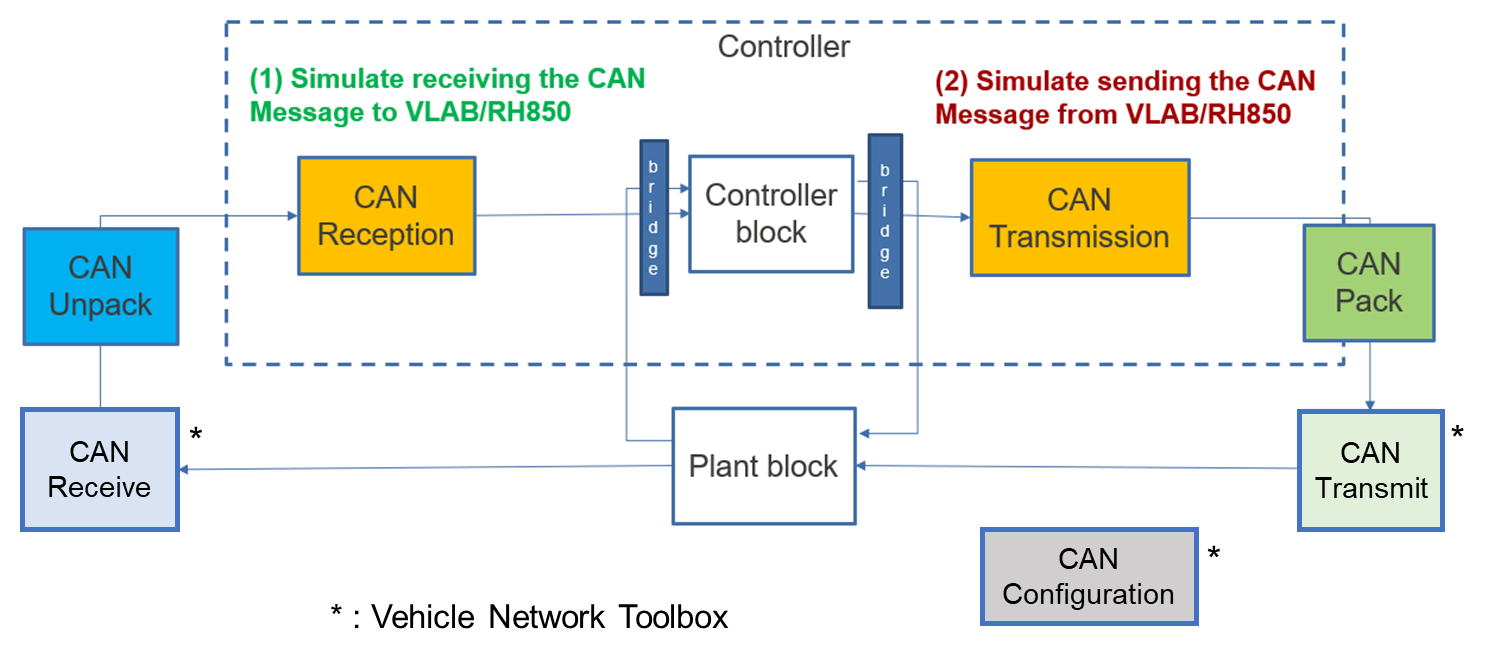 Controller
(1) Simulate receiving the CAN
Message to VLAB/RH850
(2) Simulate sending the CAN
Message from VLAB/RH850
CAN
Unpack
CAN
Reception
bridge
Controller
block
bridge
CAN
Transmission
CAN
Pack
CAN
Receive
*
Plant block
CAN
Transmit
*
CAN
Configuration
*
* : Vehicle Network Toolbox